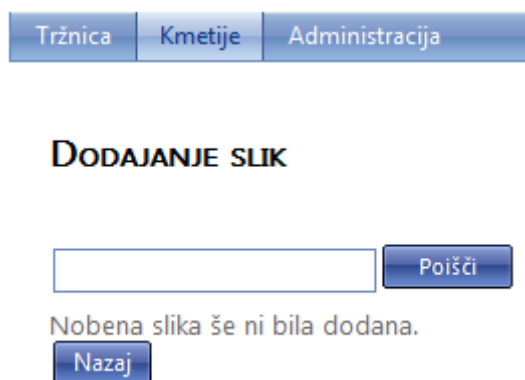 Tržnica Kmetije Administracija
DODAJANJE SLIK
Poišči
Nobena slika še ni bila dodana.
Nazaj